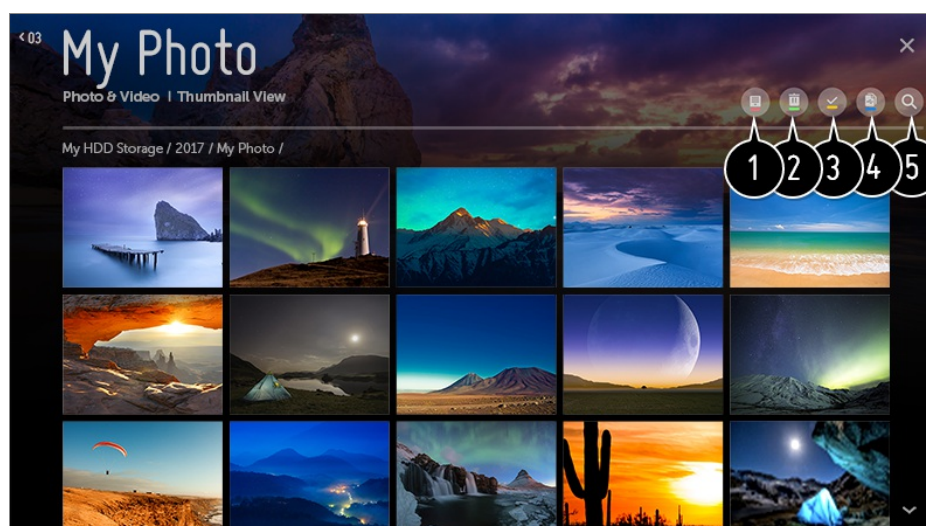 03
My Photo
Photo & Video | Thumbnail View
My HDD Storage / 2017 / My Photo /
1 2 3 4 5